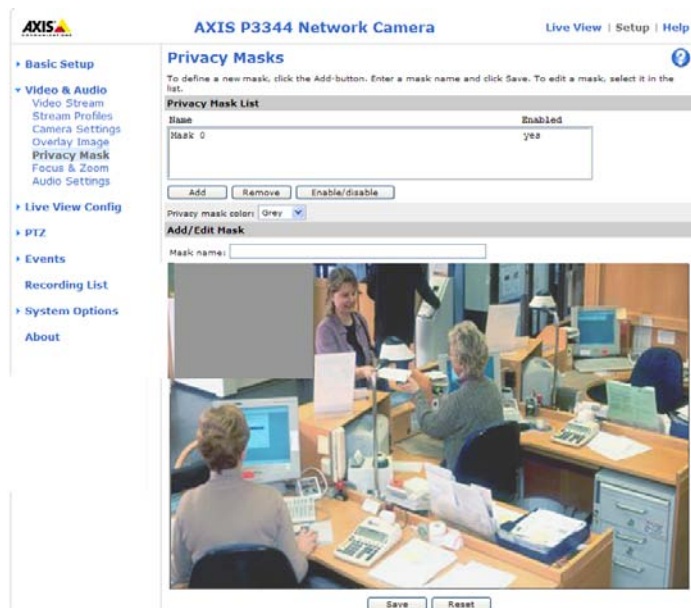 AXIS
COMMUNICATIONS
AXIS P3344 Network Camera
Live View | Setup | Help
Basic Setup
Video & Audio
Video Stream
Stream Profiles
Camera Settings
Overlay Image
Privacy Mask
Focus & Zoom
Audio Settings
Live View Config
PTZ
Events
Recording List
System Options
About
Privacy Masks
?
To define a new mask, click the Add-button. Enter a mask name and click Save. To edit a mask, select it in the
list.
Privacy Mask List
Name Enabled
Mask 0 yes
Add Remove Enable/disable
Privacy mask color: Grey
Add/Edit Mask
Mask name:
Save Reset